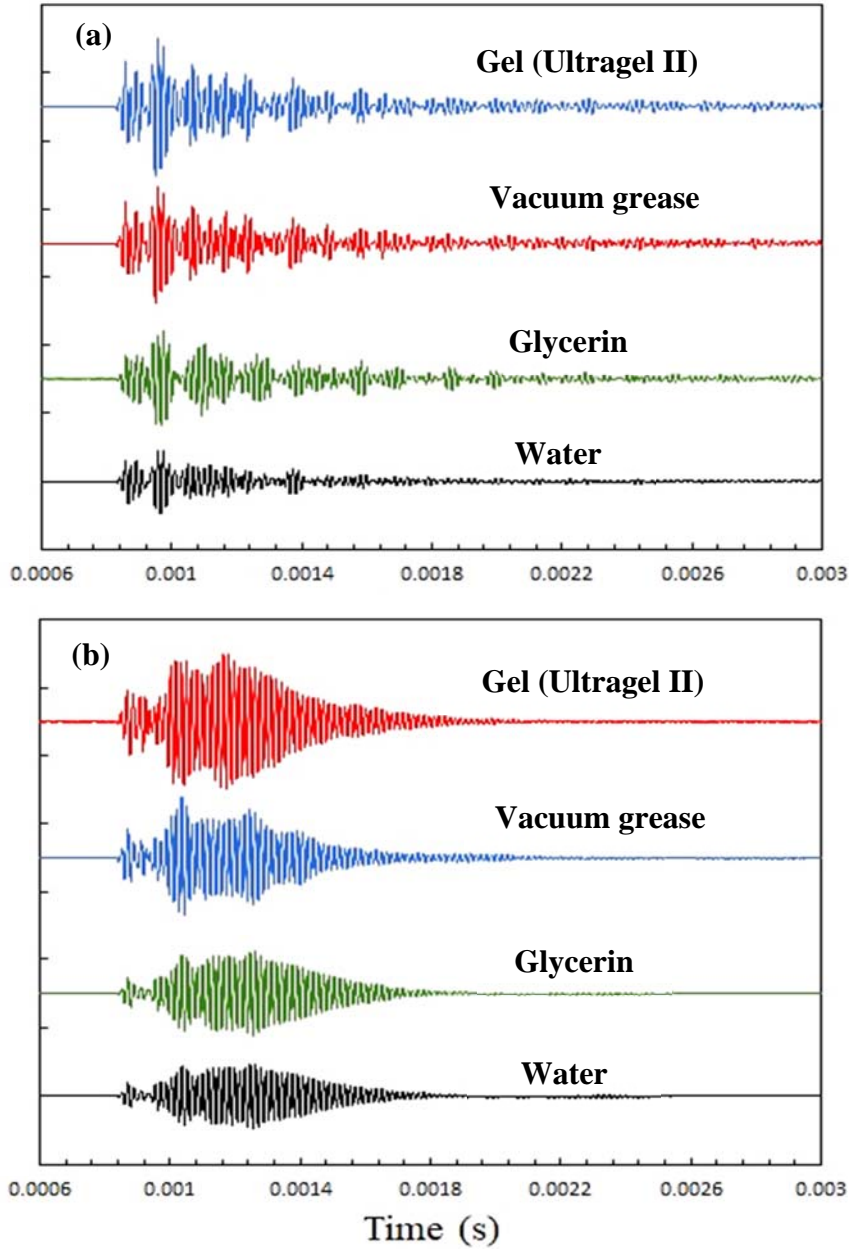 (a)
Gel (Ultragel II)
Vacuum grease
Glycerin
Water
0.0006 0.001 0.0014 0.0018 0.0022 0.0026 0.003
(b)
Gel (Ultragel II)
Vacuum grease
Glycerin
Water
0.0006 0.001 0.0014 0.0018 0.0022 0.0026 0.003
Time (s)